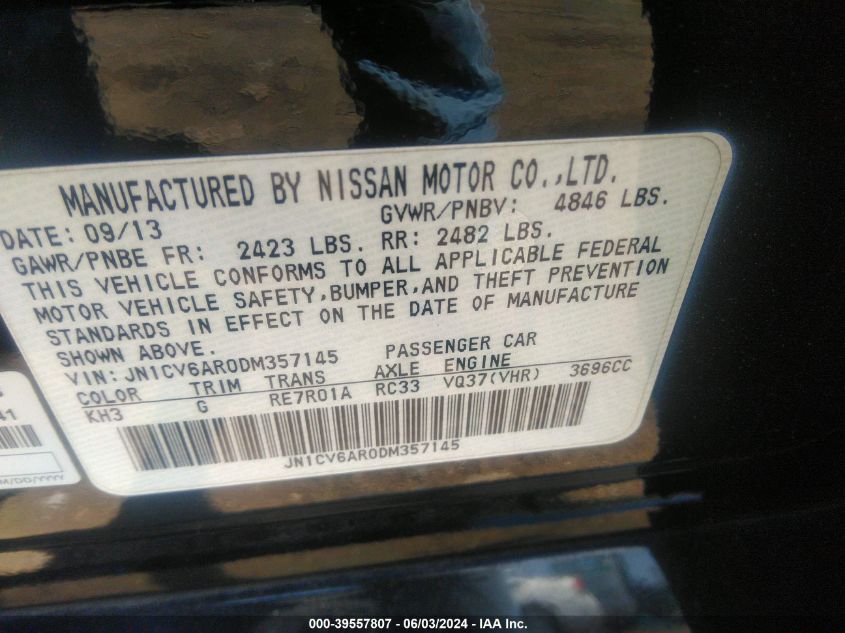 MANUFACTURED BY NISSAN MOTOR CO.,LTD.
DATE: 09/13 GVWR/PNBV: 4846 LBS.
GAWR/PNBE FR: 2423 LBS. RR: 2482 LBS.
THIS VEHICLE CONFORMS TO ALL APPLICABLE FEDERAL
MOTOR VEHICLE SAFETY,BUMPER,AND THEFT PREVENTION
STANDARDS IN EFFECT ON THE DATE OF MANUFACTURE
SHOWN ABOVE.
VIN: JN1CV6AR0DM357145 PASSENGER CAR
COLOR TRIM TRANS AXLE ENGINE
KH3 G RE7R01A RC33 VQ37(VHR) 3696CC
JN1CV6AR0DM357145
41
M/DD/YYYY
000-39557807 - 06/03/2024 - IAA Inc.